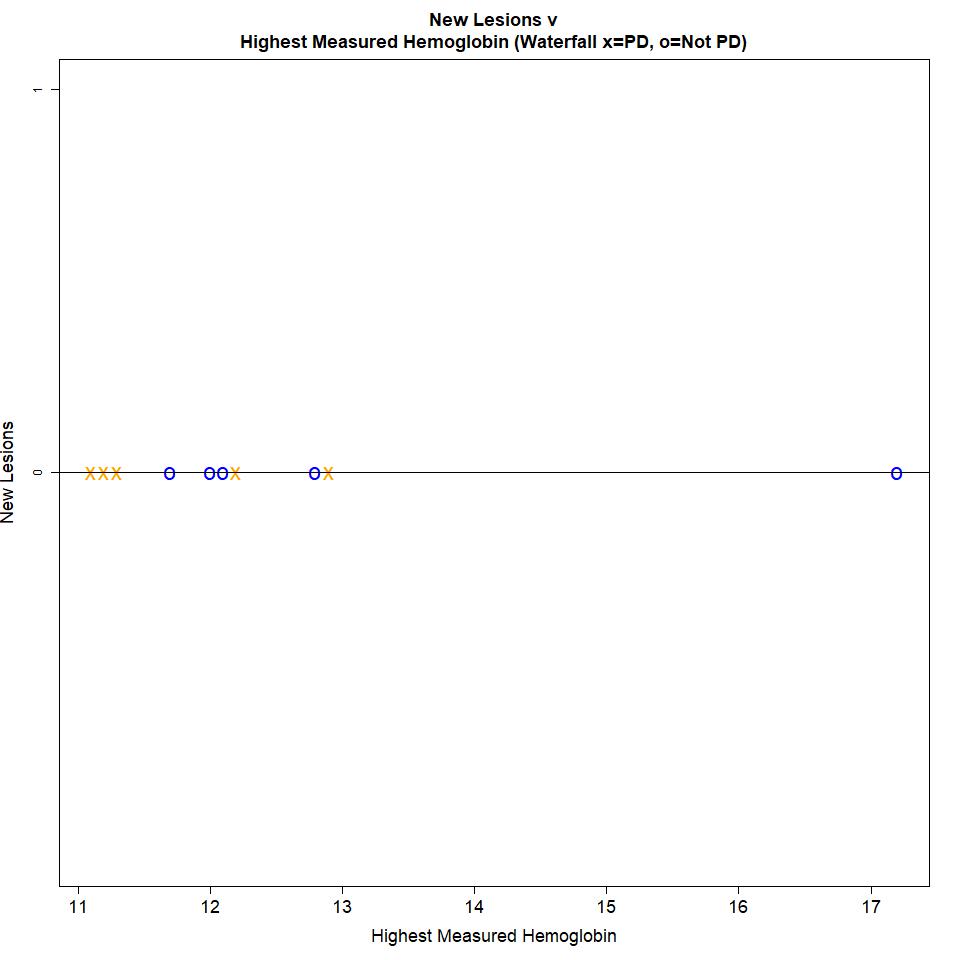 New Lesions v
Highest Measured Hemoglobin (Waterfall x=PD, o=Not PD)
1
New Lesions
0
x x x o o o x o x o
11 12 13 14 15 16 17
Highest Measured Hemoglobin